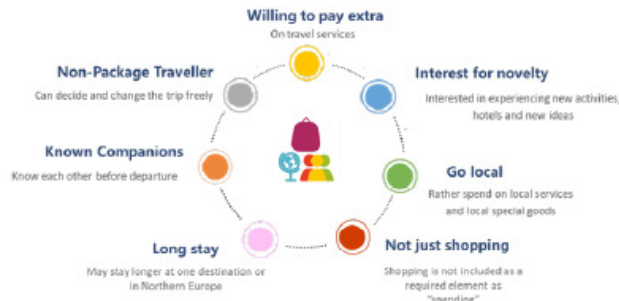 Willing to pay extra
On travel services
Non-Package Traveller
Can decide and change the trip freely
Interest for novelty
Interested in experiencing new activities,
hotels and new ideas
Known Companions
Know each other before departure
Go local
Rather spend on local services
and local special goods
Long stay
May stay longer at one destination or
in Northern Europe
Not just shopping
Shopping is not included as a
required element as
"spending"